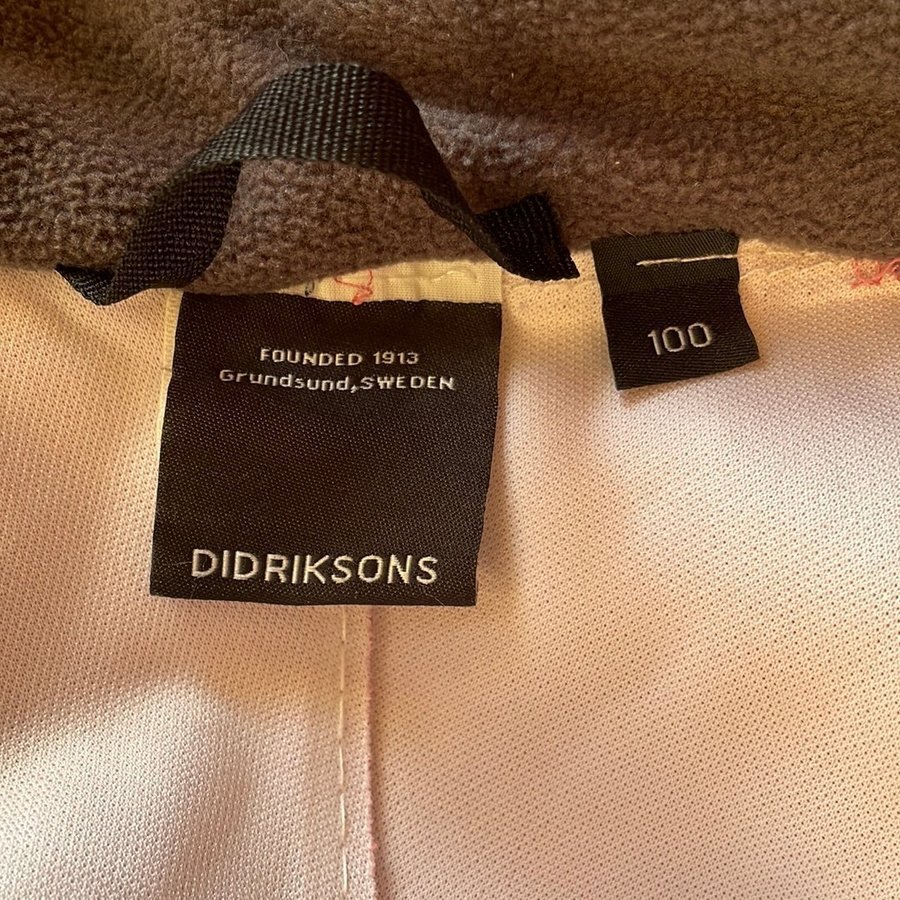 FOUNDED 1913
Grundsund, SWEDEN
DIDRIKSONS
100